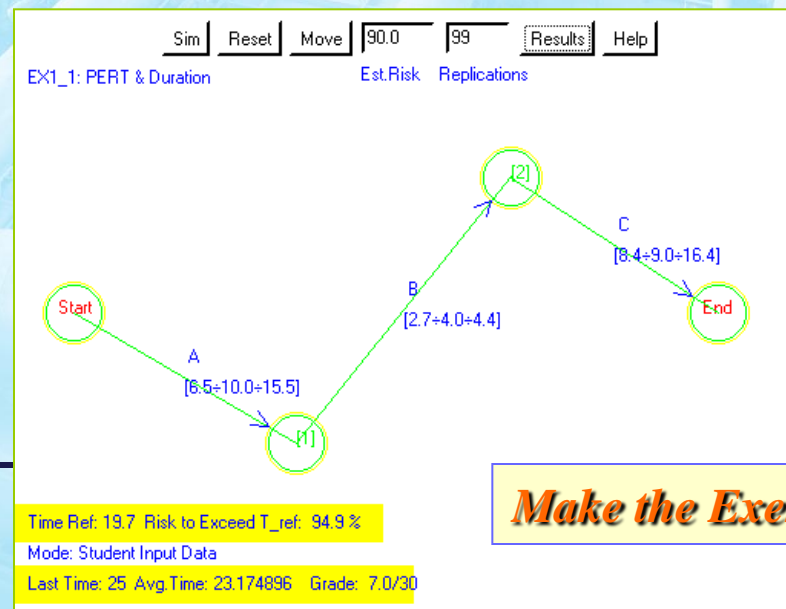 Sim Reset Move 90.0 99 Results Help
EX1_1: PERT & Duration Est.Risk Replications
[2]
C
[8.4÷9.0÷16.4]
B
Start
End
[2.7÷4.0÷4.4]
A
[6.5÷10.0÷15.5]
[1]
Make the Exe
Time Ref: 19.7 Risk to Exceed T_ref: 94.9 %
Mode: Student Input Data
Last Time: 25 Avg.Time: 23.174896 Grade: 7.0/30